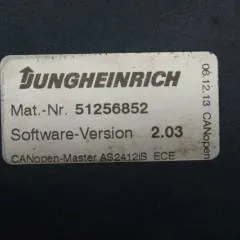 JUNGHEINRICH
Mat.-Nr. 51256852
Software-Version 2.03
CANopen-Master AS2412iS ECE
06.12.13 CANopen